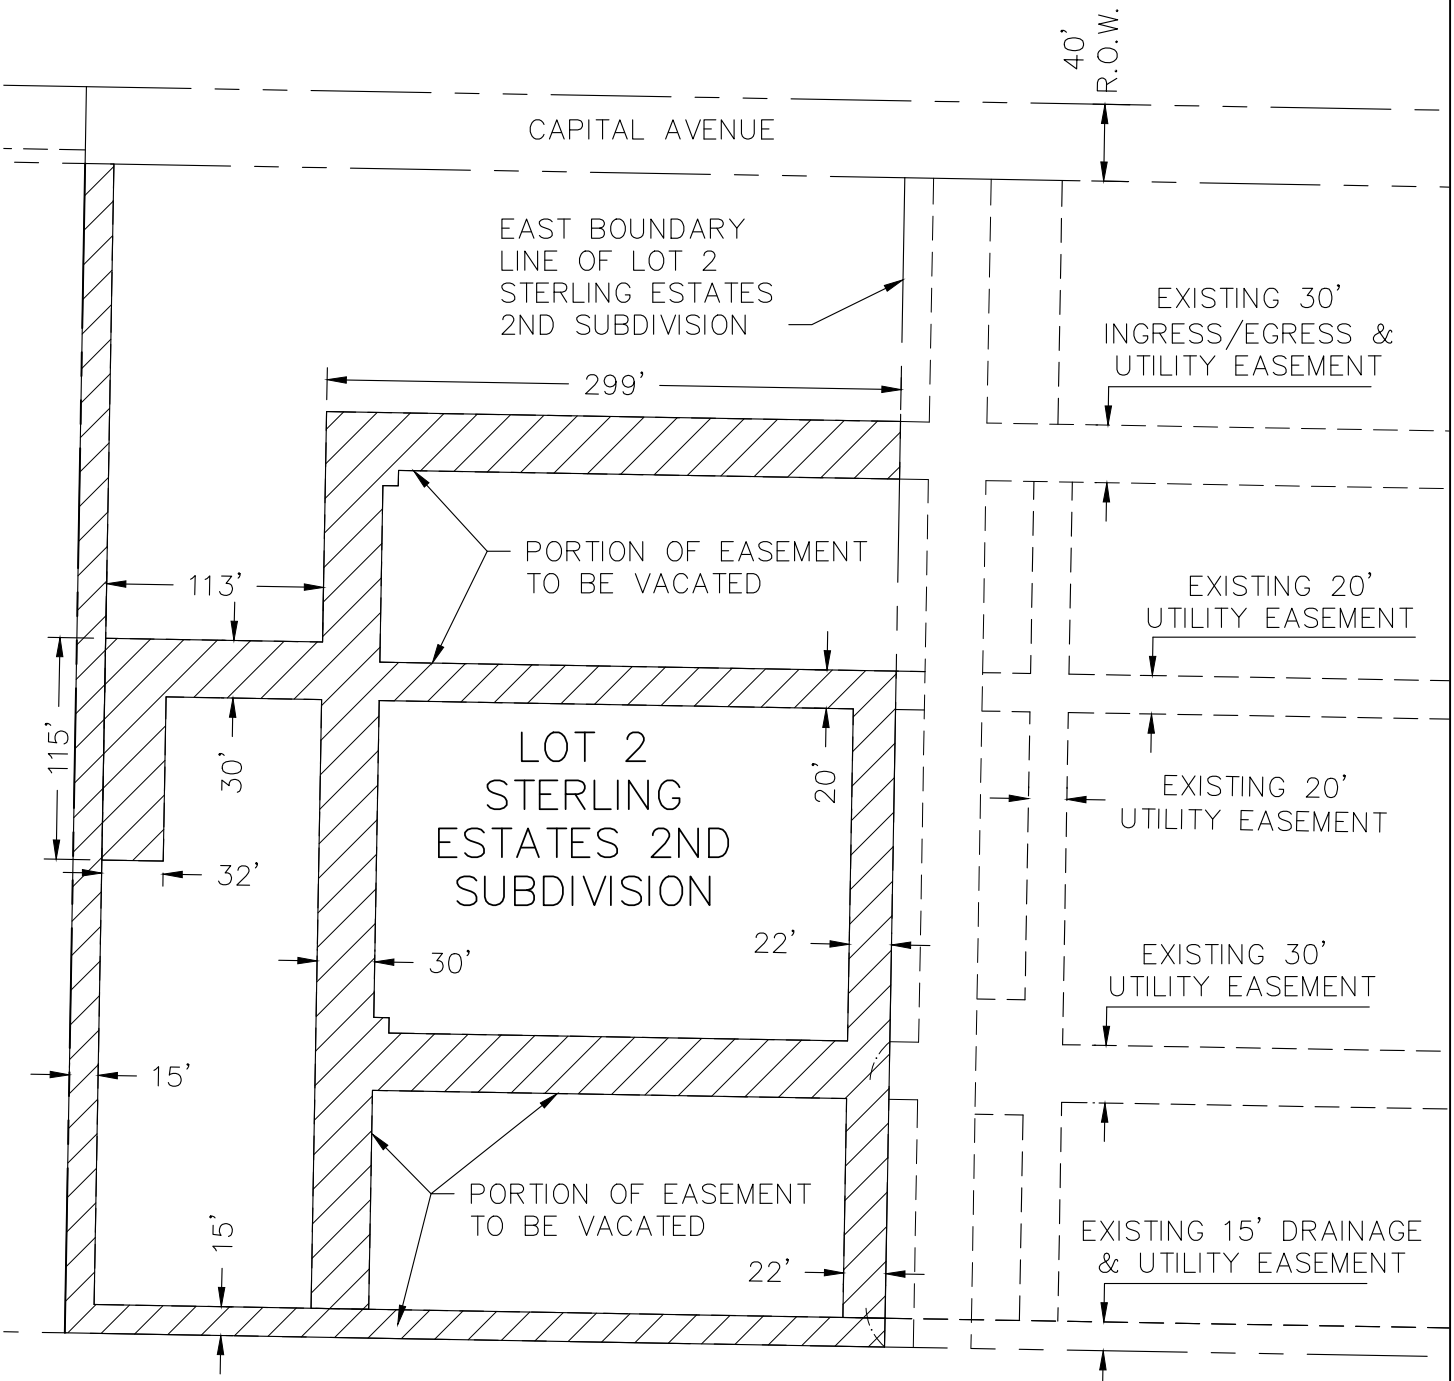 40'
R.O.W.
CAPITAL AVENUE
EAST BOUNDARY
LINE OF LOT 2
STERLING ESTATES
2ND SUBDIVISION
EXISTING 30'
INGRESS/EGRESS &
UTILITY EASEMENT
299'
PORTION OF EASEMENT
TO BE VACATED
113'
EXISTING 20'
UTILITY EASEMENT
115'
30'
LOT 2
STERLING
ESTATES 2ND
SUBDIVISION
20'
EXISTING 20'
UTILITY EASEMENT
32'
22'
30'
EXISTING 30'
UTILITY EASEMENT
15'
PORTION OF EASEMENT
TO BE VACATED
15'
22'
EXISTING 15' DRAINAGE
& UTILITY EASEMENT